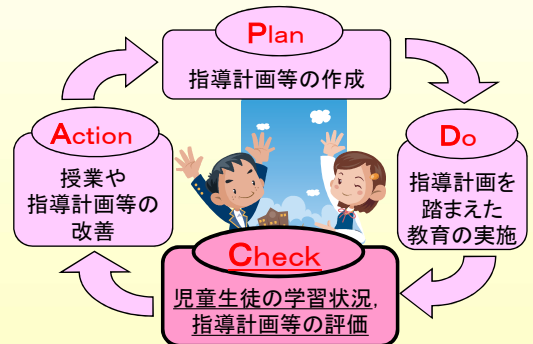 Plan
指導計画等の作成
Do
指導計画を
踏まえた
教育の実施
Check
児童生徒の学習状況,
指導計画等の評価
Action
授業や
指導計画等の
改善